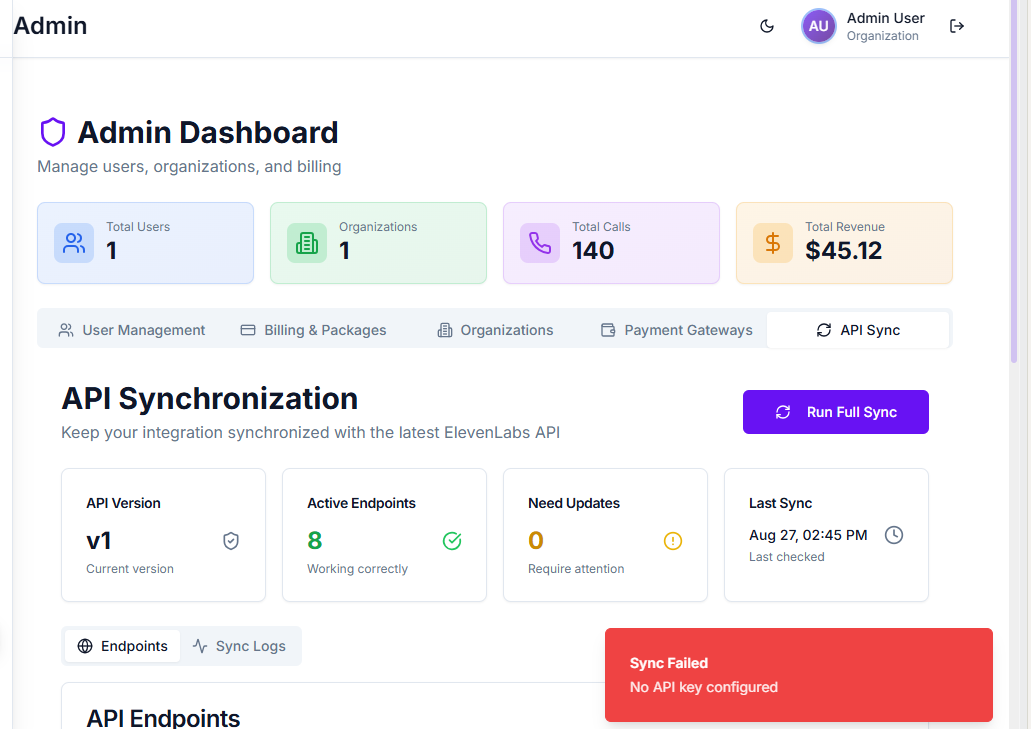 Admin
AU
Admin User
Organization
Admin Dashboard
Manage users, organizations, and billing
Total Users
1
Organizations
1
Total Calls
140
Total Revenue
$45.12
User Management
Billing & Packages
Organizations
Payment Gateways
API Sync
API Synchronization
Keep your integration synchronized with the latest ElevenLabs API
Run Full Sync
API Version
v1
Current version
Active Endpoints
8
Working correctly
Need Updates
0
Require attention
Last Sync
Aug 27, 02:45 PM
Last checked
Endpoints
Sync Logs
Sync Failed
No API key configured
API Endpoints